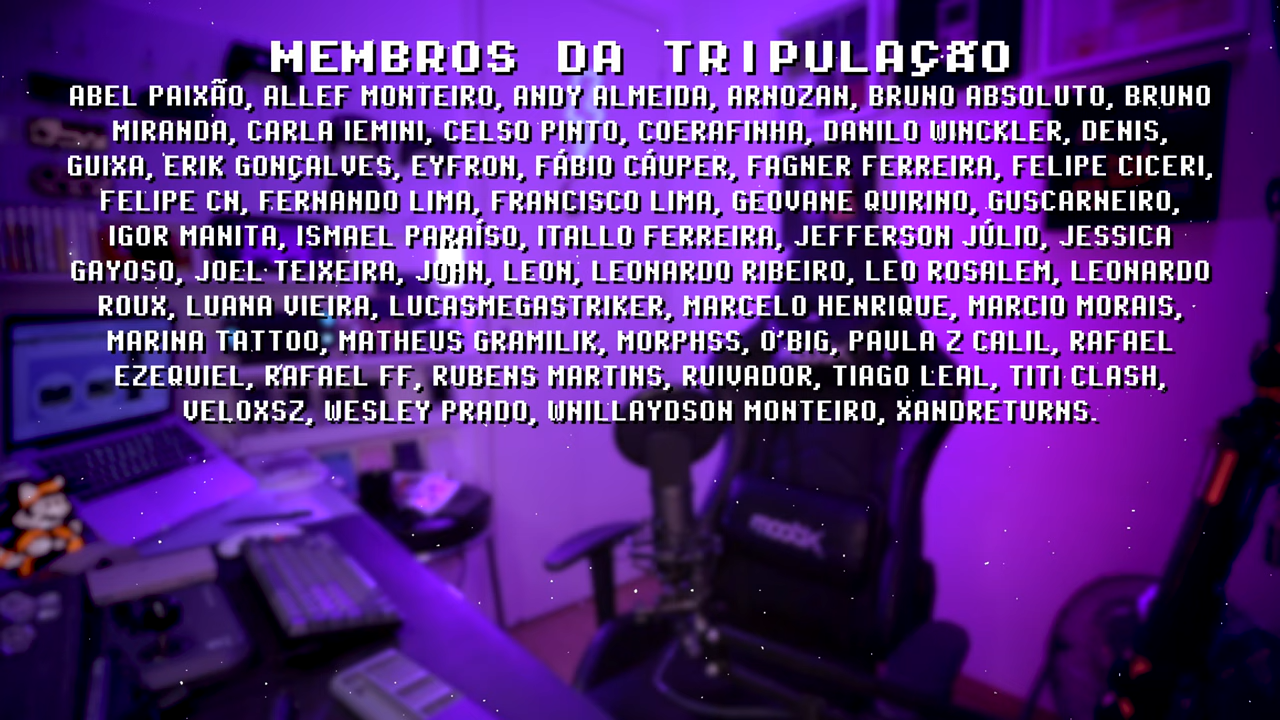 MEMBROS DA TRIPULAÇÃO
ABEL PAIXÃO, ALLEF MONTEIRO, ANDY ALMEIDA, ARNOZAN, BRUNO ABSOLUTO, BRUNO
MIRANDA, CARLA IEMINI, CELSO PINTO, COERAFINHA, DANILO WINCKLER, DENIS,
GUIXA, ERIK GONÇALVES, EYFRON, FÁBIO CÁUPER, FAGNER FERREIRA, FELIPE CICERI,
FELIPE CN, FERNANDO LIMA, FRANCISCO LIMA, GEOVANE QUIRINO, GUSCARNEIRO,
IGOR MANITA, ISMAEL PARAÍSO, ITALLO FERREIRA, JEFFERSON JÚLIO, JESSICA
GAYOSO, JOEL TEIXEIRA, JOHN, LEON, LEONARDO RIBEIRO, LEO ROSALEM, LEONARDO
ROUX, LUANA VIEIRA, LUCASMEGASTRIKER, MARCELO HENRIQUE, MARCIO MORAIS,
MARINA TATTOO, MATHEUS GRAMILIK, MORPHSS, O'BIG, PAULA Z CALIL, RAFAEL
EZEQUIEL, RAFAEL FF, RUBENS MARTINS, RUIVADOR, TIAGO LEAL, TITI CLASH,
VELOXSZ, WESLEY PRADO, WHILLAYDSON MONTEIRO, XANDRETURNS.